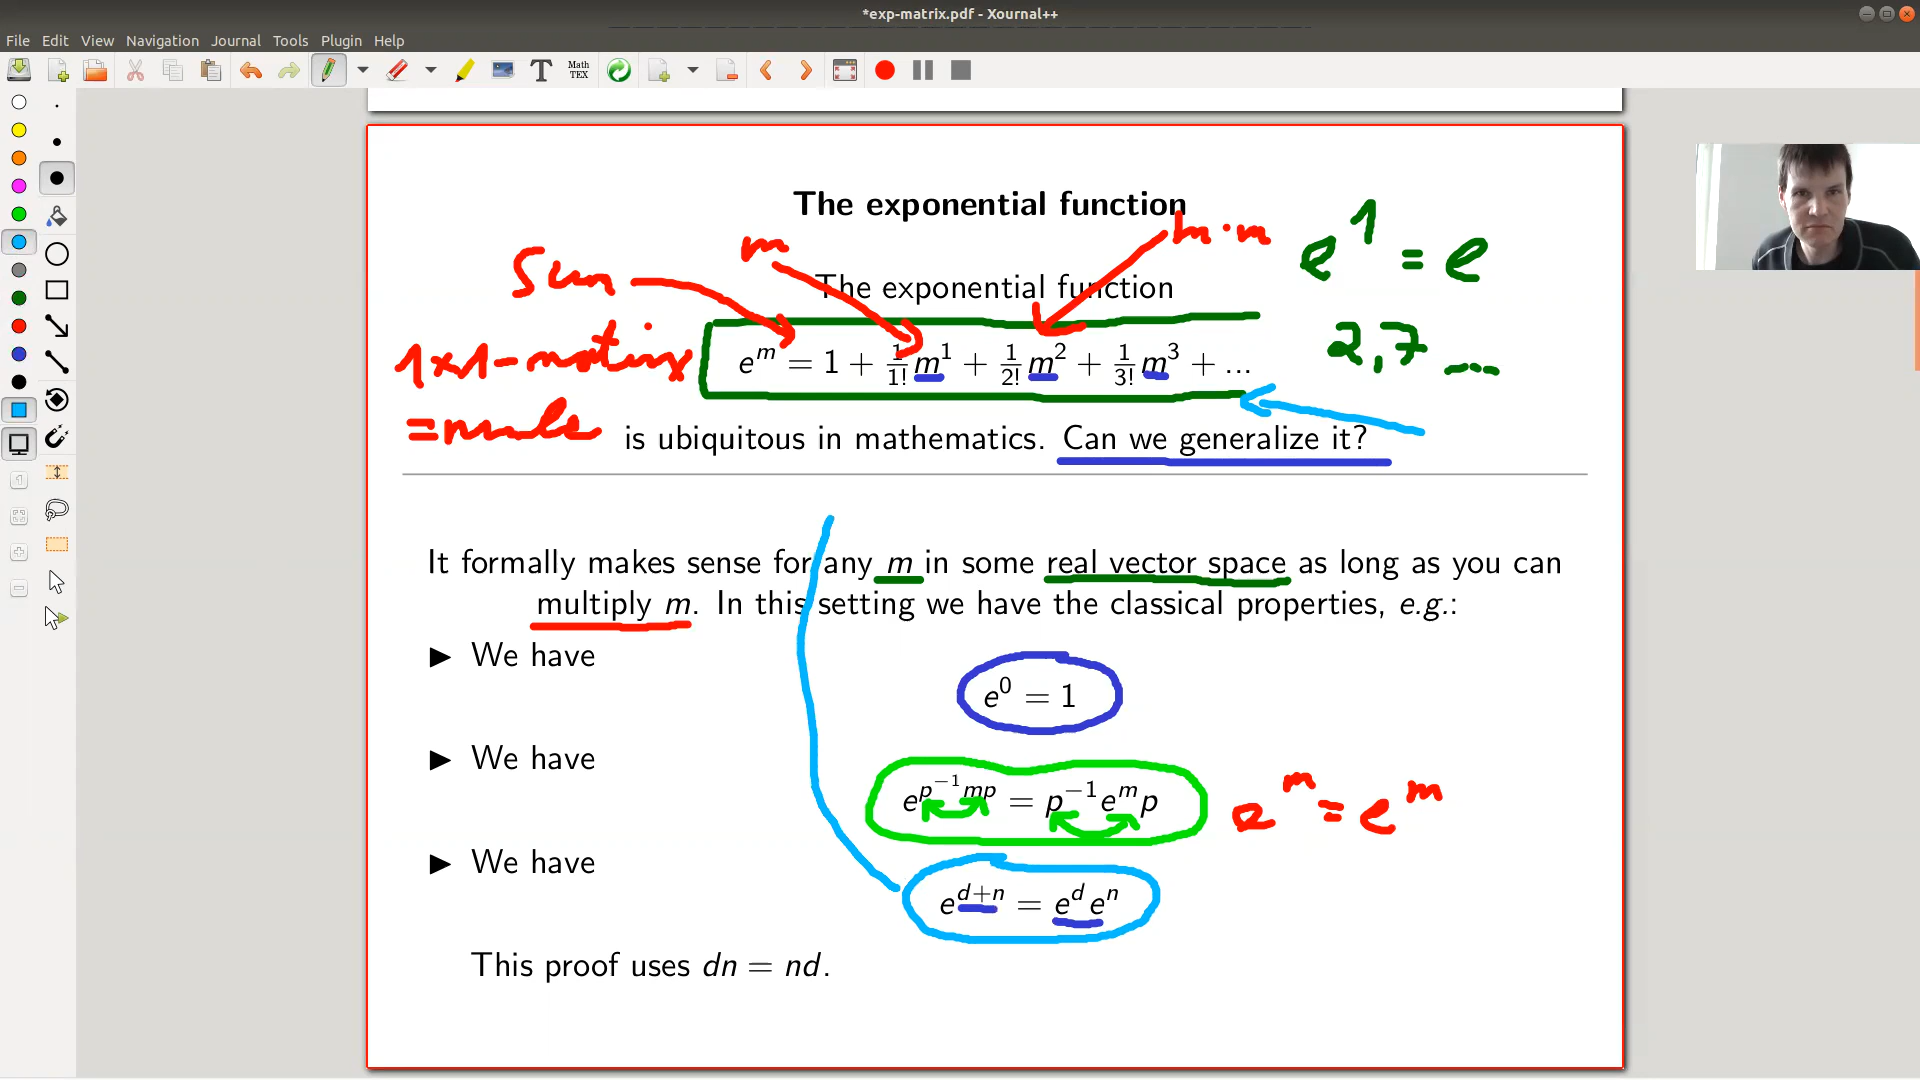 *exp-matrix.pdf - Xournal++
File Edit View Navigation Journal Tools Plugin Help
Math TEX
The exponential function
Sum m m·m e^1 = e
The exponential function
1×1-matrix e^m = 1 + 1/1! m^1 + 1/2! m^2 + 1/3! m^3 + ... 2,7 ...
is ubiquitous in mathematics. Can we generalize it?
It formally makes sense for any m in some real vector space as long as you can
multiply m. In this setting we have the classical properties, e.g.:
▶ We have
e^0 = 1
▶ We have
e^{p^{-1}mp} = p^{-1}e^m p e^m = e^m
▶ We have
e^{d+n} = e^d e^n
This proof uses dn = nd.